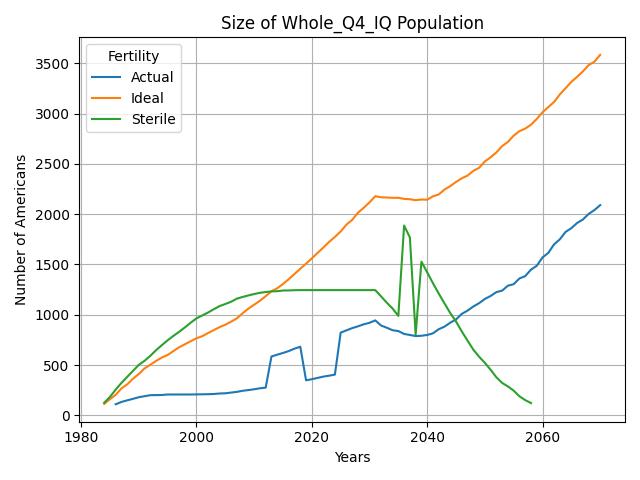 Size of Whole_Q4_IQ Population
Fertility
Actual
Ideal
Sterile
Number of Americans
3500
3000
2500
2000
1500
1000
500
0
1980
2000
2020
2040
2060
Years